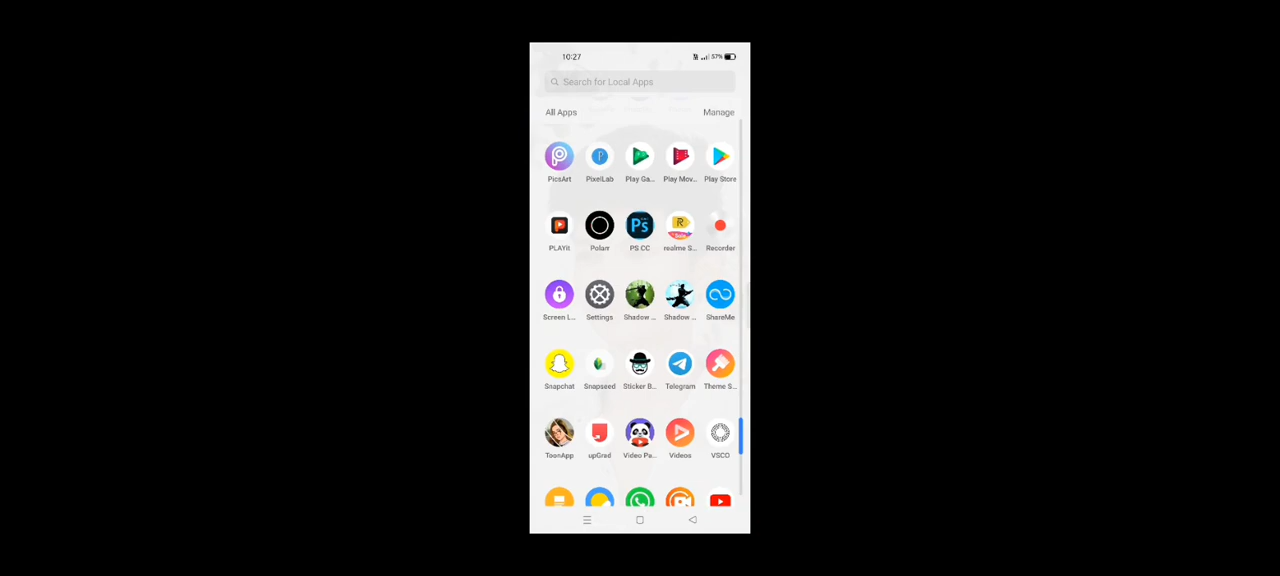 10:27 57%
Search for Local Apps
All Apps Manage
PicsArt PixelLab Play Ga... Play Mov... Play Store
PLAYit Polarr PS CC realme S... Recorder
Screen L... Settings Shadow ... Shadow ... ShareMe
Snapchat Snapseed Sticker B... Telegram Theme S...
ToonApp upGrad Video Pa... Videos VSCO